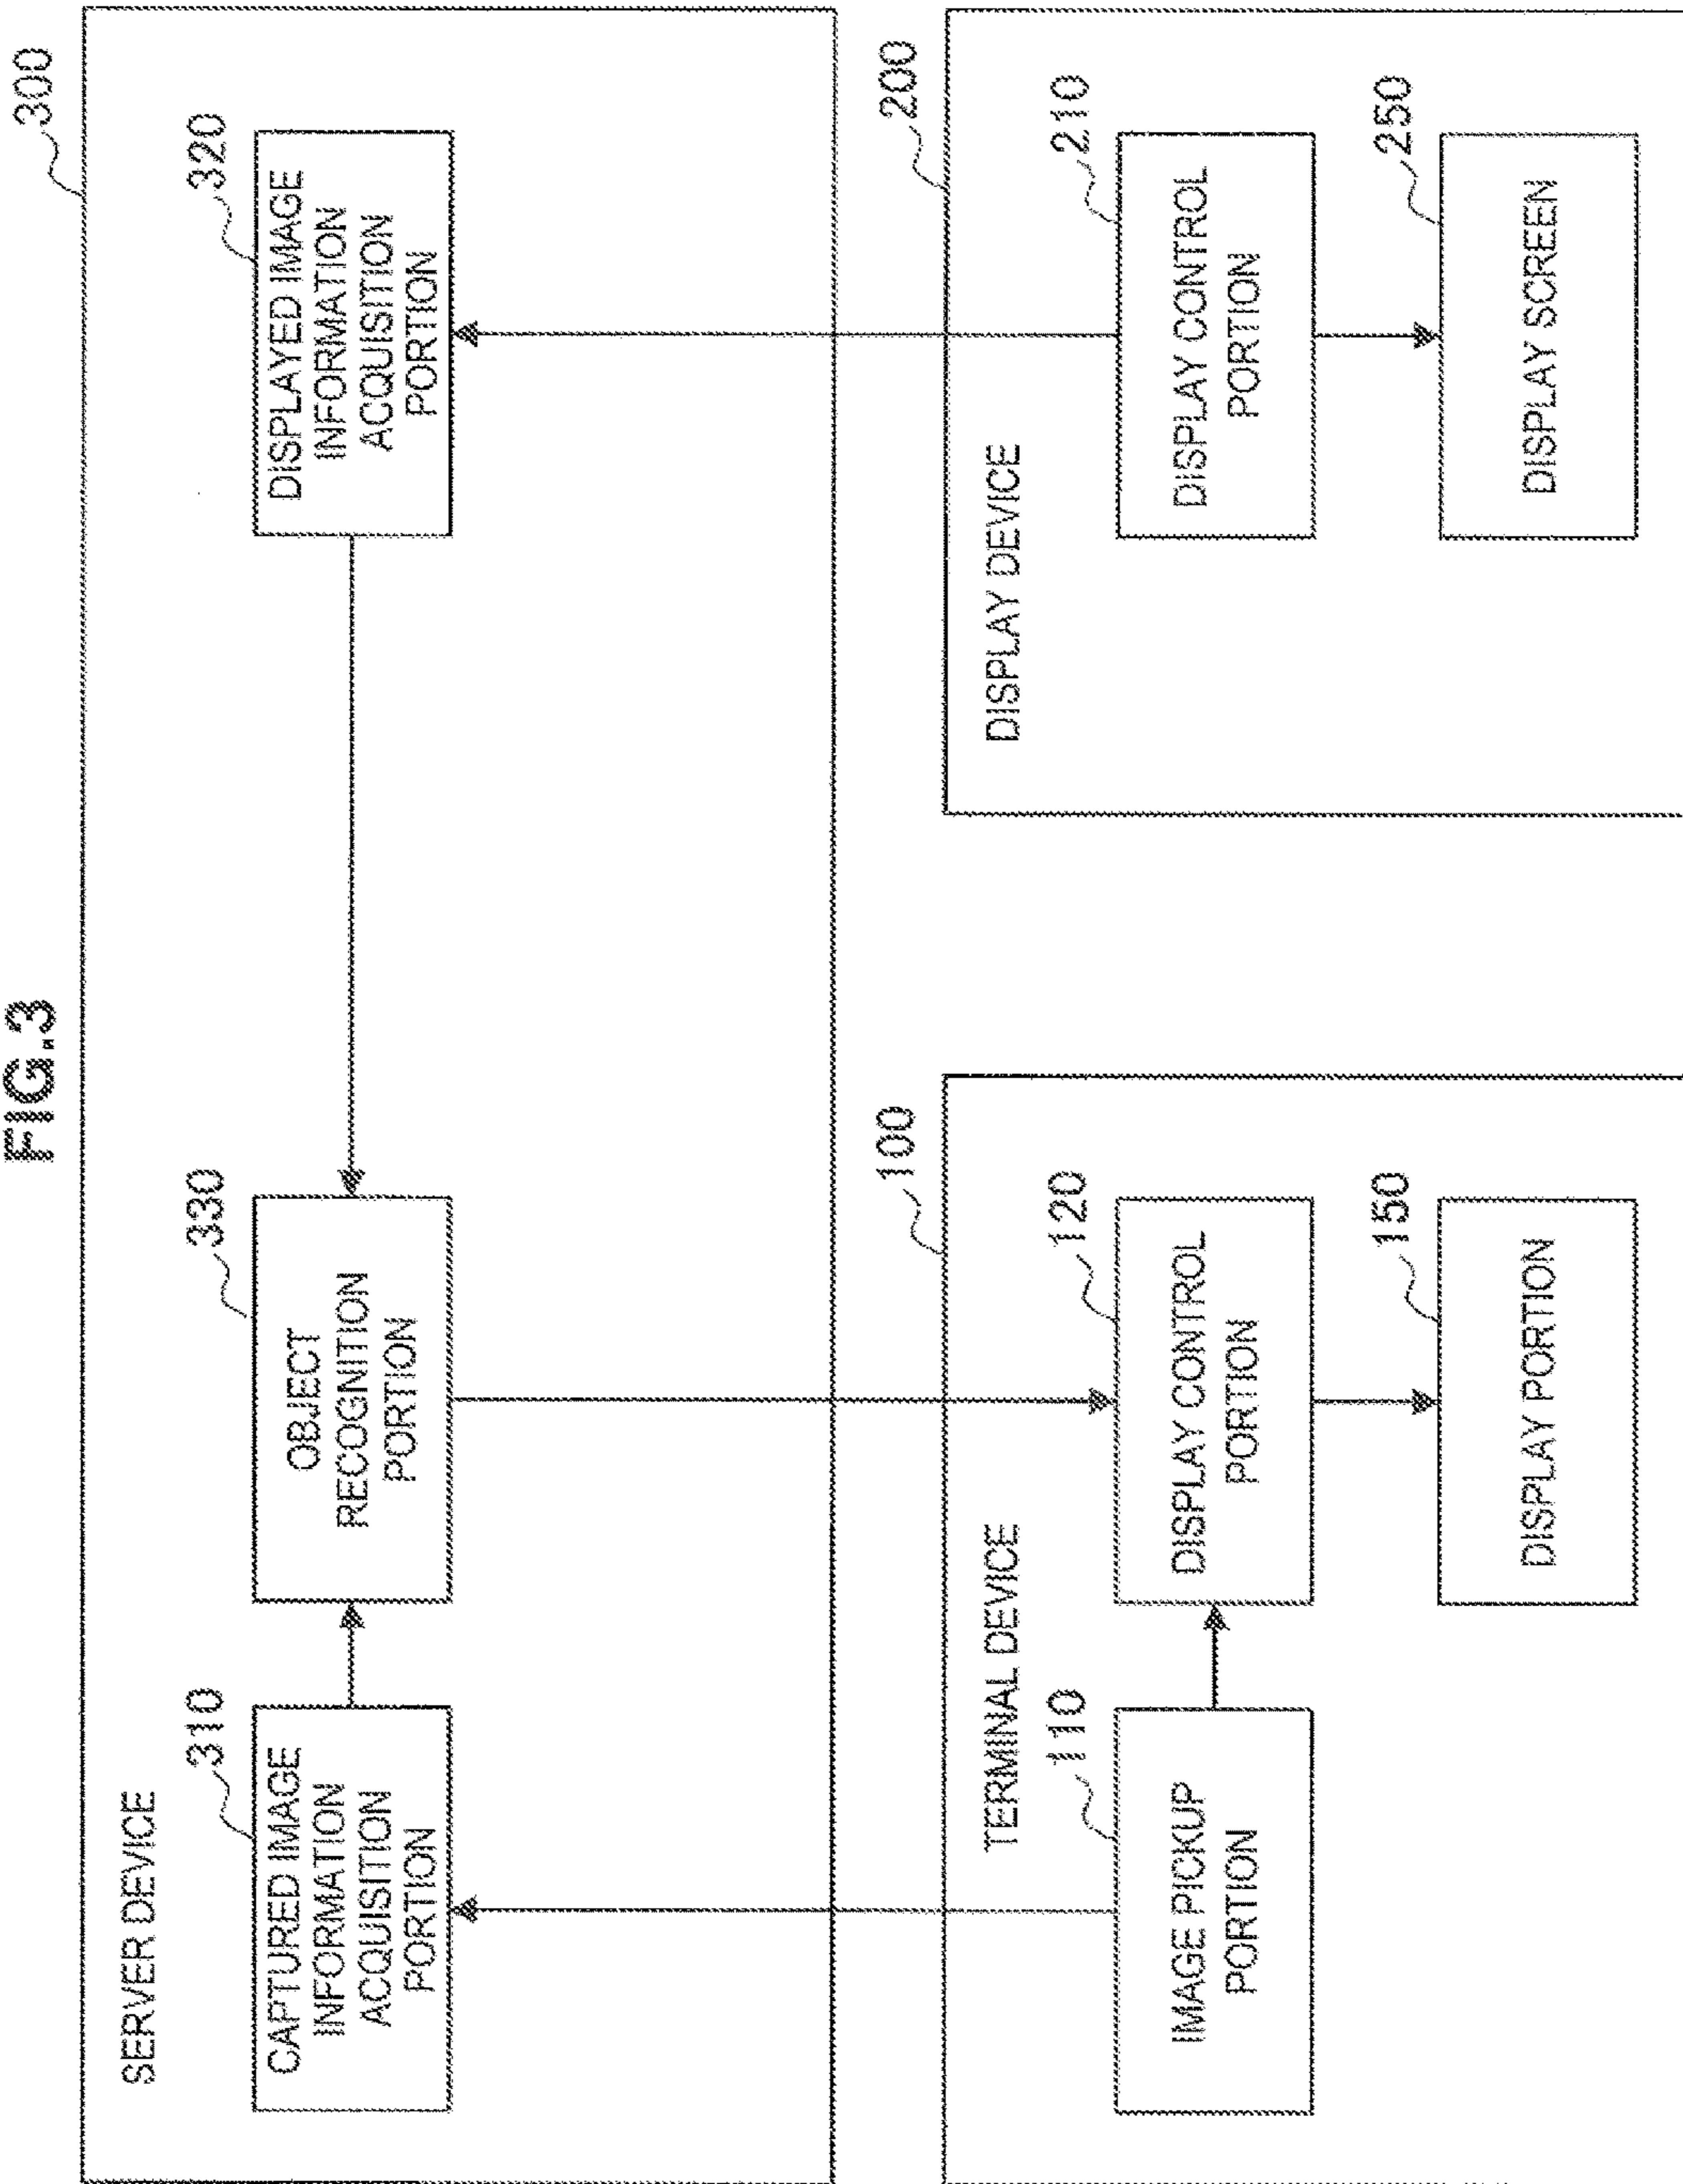 FIG.3
300
SERVER DEVICE
310
CAPTURED IMAGE
INFORMATION
ACQUISITION
PORTION
330
OBJECT
RECOGNITION
PORTION
320
DISPLAYED IMAGE
INFORMATION
ACQUISITION
PORTION
100
TERMINAL DEVICE
110
IMAGE PICKUP
PORTION
120
DISPLAY CONTROL
PORTION
150
DISPLAY PORTION
200
DISPLAY DEVICE
210
DISPLAY CONTROL
PORTION
250
DISPLAY SCREEN